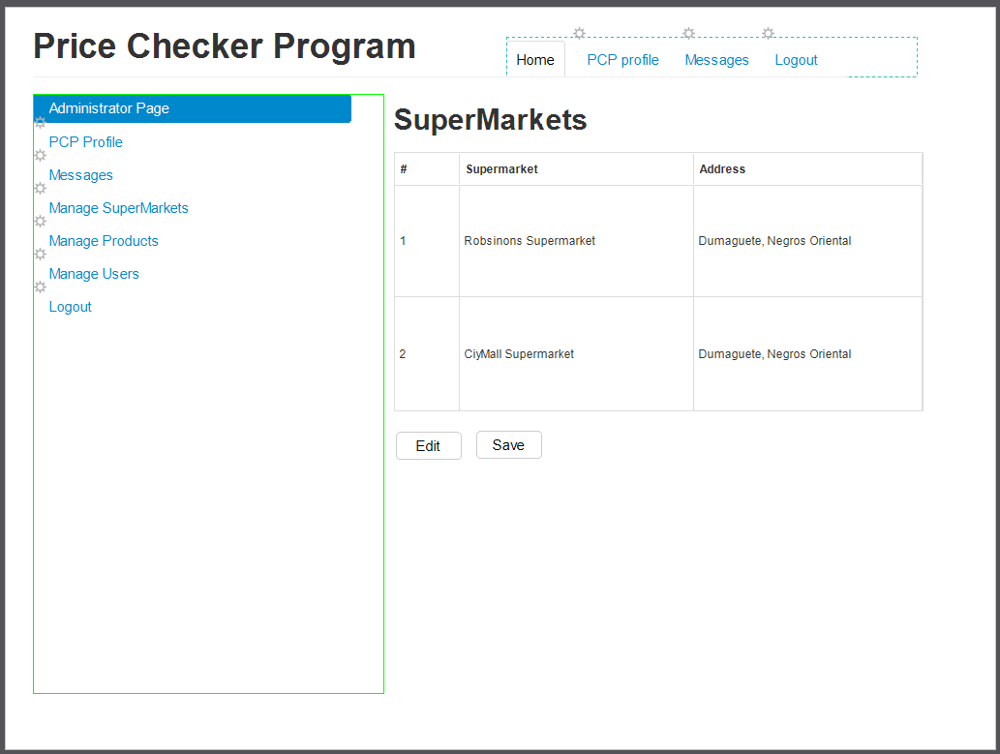 Price Checker Program
Home PCP profile Messages Logout
Administrator Page
PCP Profile
Messages
Manage SuperMarkets
Manage Products
Manage Users
Logout
SuperMarkets
# Supermarket Address
1 Robsinons Supermarket Dumaguete, Negros Oriental
2 CiyMall Supermarket Dumaguete, Negros Oriental
Edit Save